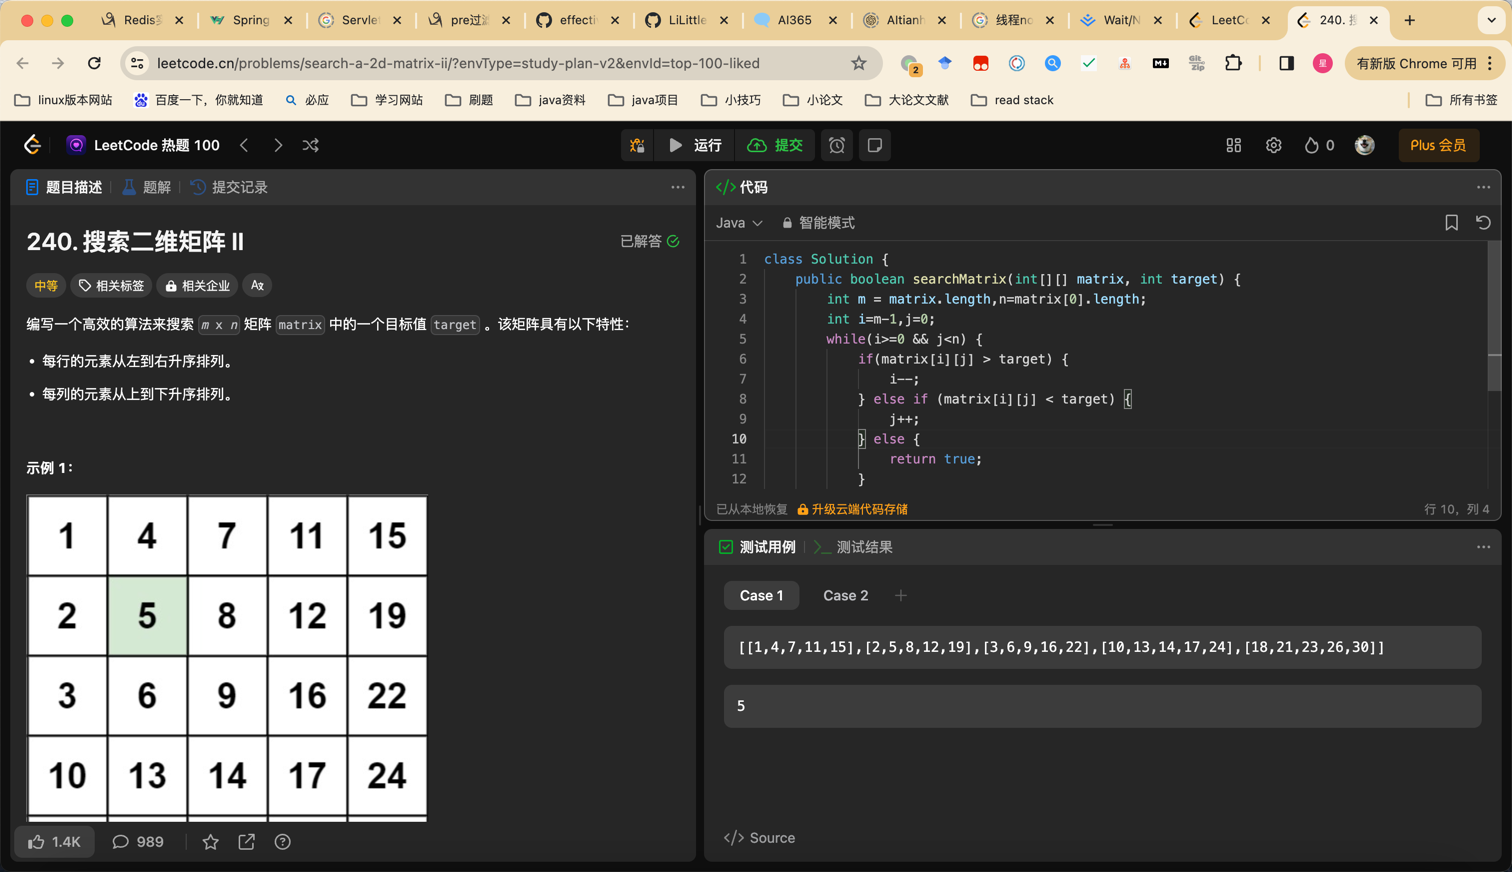 Redis实
Spring
Servlet
pre过滤
effecti
LiLittle
AI365
Altianh
线程no
Wait/N
LeetCo
240. 搜
leetcode.cn/problems/search-a-2d-matrix-ii/?envType=study-plan-v2&envId=top-100-liked
2
Git
zip
星
有新版 Chrome 可用
linux版本网站
百度一下，你就知道
必应
学习网站
刷题
java资料
java项目
小技巧
小论文
大论文文献
read stack
所有书签
LeetCode 热题 100
运行
提交
0
Plus 会员
题目描述
题解
提交记录
240. 搜索二维矩阵 II
已解答
中等
相关标签
相关企业
编写一个高效的算法来搜索 m x n 矩阵 matrix 中的一个目标值 target 。该矩阵具有以下特性：
• 每行的元素从左到右升序排列。
• 每列的元素从上到下升序排列。
示例 1：
1 4 7 11 15
2 5 8 12 19
3 6 9 16 22
10 13 14 17 24
1.4K
989
</>代码
Java
智能模式
1 class Solution {
2 public boolean searchMatrix(int[][] matrix, int target) {
3 int m = matrix.length,n=matrix[0].length;
4 int i=m-1,j=0;
5 while(i>=0 && j<n) {
6 if(matrix[i][j] > target) {
7 i--;
8 } else if (matrix[i][j] < target) {
9 j++;
10 } else {
11 return true;
12 }
已从本地恢复
升级云端代码存储
行 10，列 4
测试用例
测试结果
Case 1
Case 2
+
[[1,4,7,11,15],[2,5,8,12,19],[3,6,9,16,22],[10,13,14,17,24],[18,21,23,26,30]]
5
</> Source